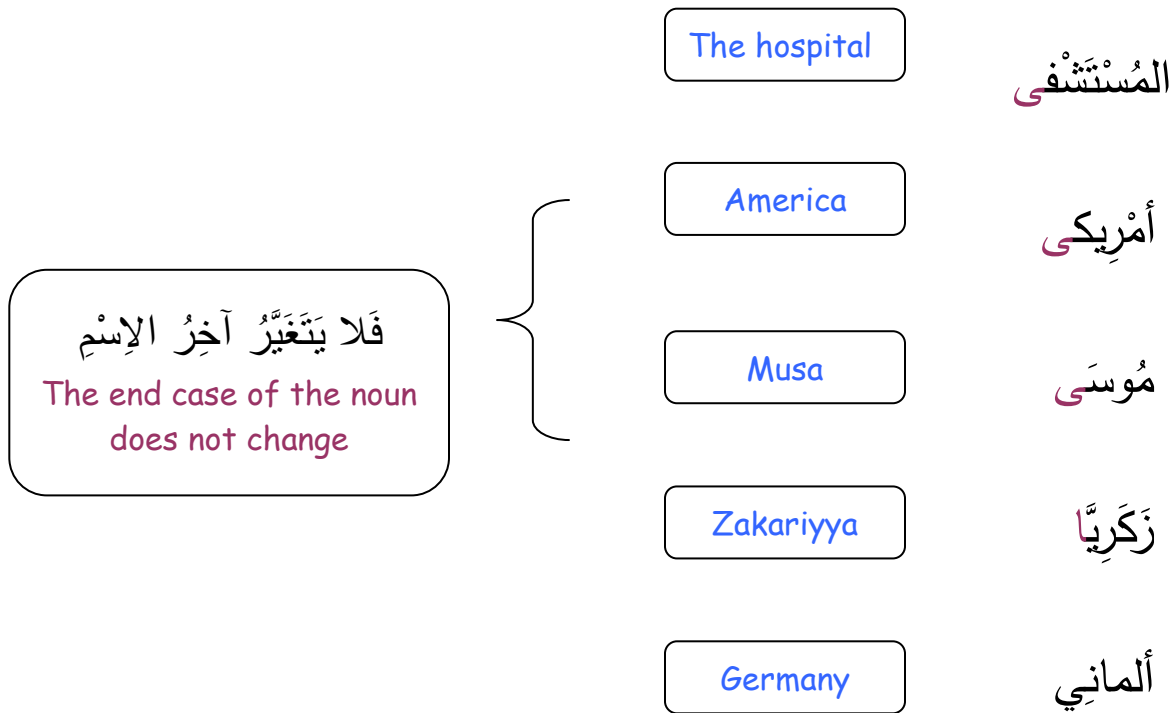 The hospital
المُسْتَشْفى
America
أمْرِيكى
فَلا يَتَغَيَّرُ آخِرُ الاِسْمِ
The end case of the noun
does not change
Musa
مُوسَى
Zakariyya
زَكَرِيَّا
Germany
ألمانِي